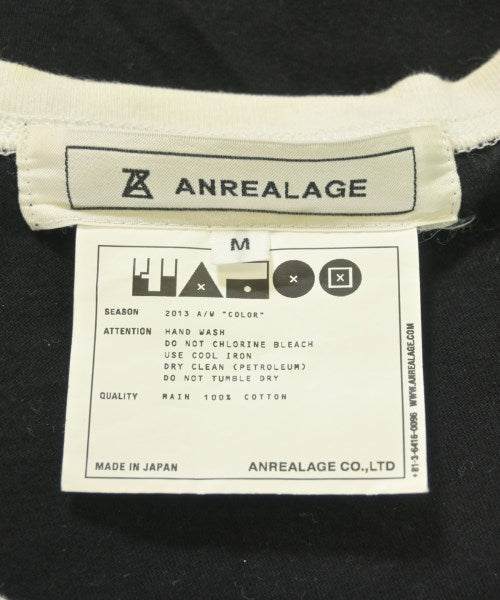 ANREALAGE
M
SEASON 2013 A/W "COLOR"
ATTENTION HAND WASH
DO NOT CHLORINE BLEACH
USE COOL IRON
DRY CLEAN (PETROLEUM)
DO NOT TUMBLE DRY
QUALITY MAIN 100% COTTON
MADE IN JAPAN ANREALAGE CO.,LTD
+81-3-6416-0096 WWW.ANREALAGE.COM